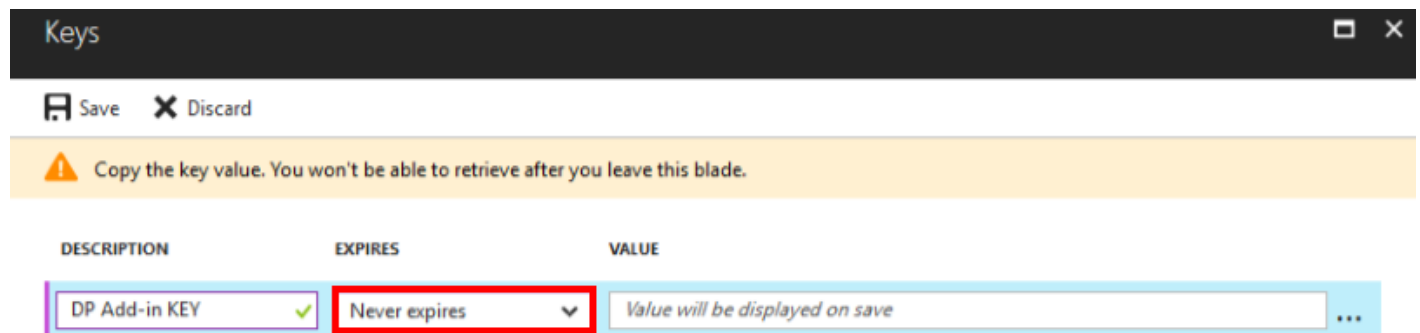 Keys
Save Discard
Copy the key value. You won't be able to retrieve after you leave this blade.
DESCRIPTION EXPIRES VALUE
DP Add-in KEY Never expires Value will be displayed on save ...